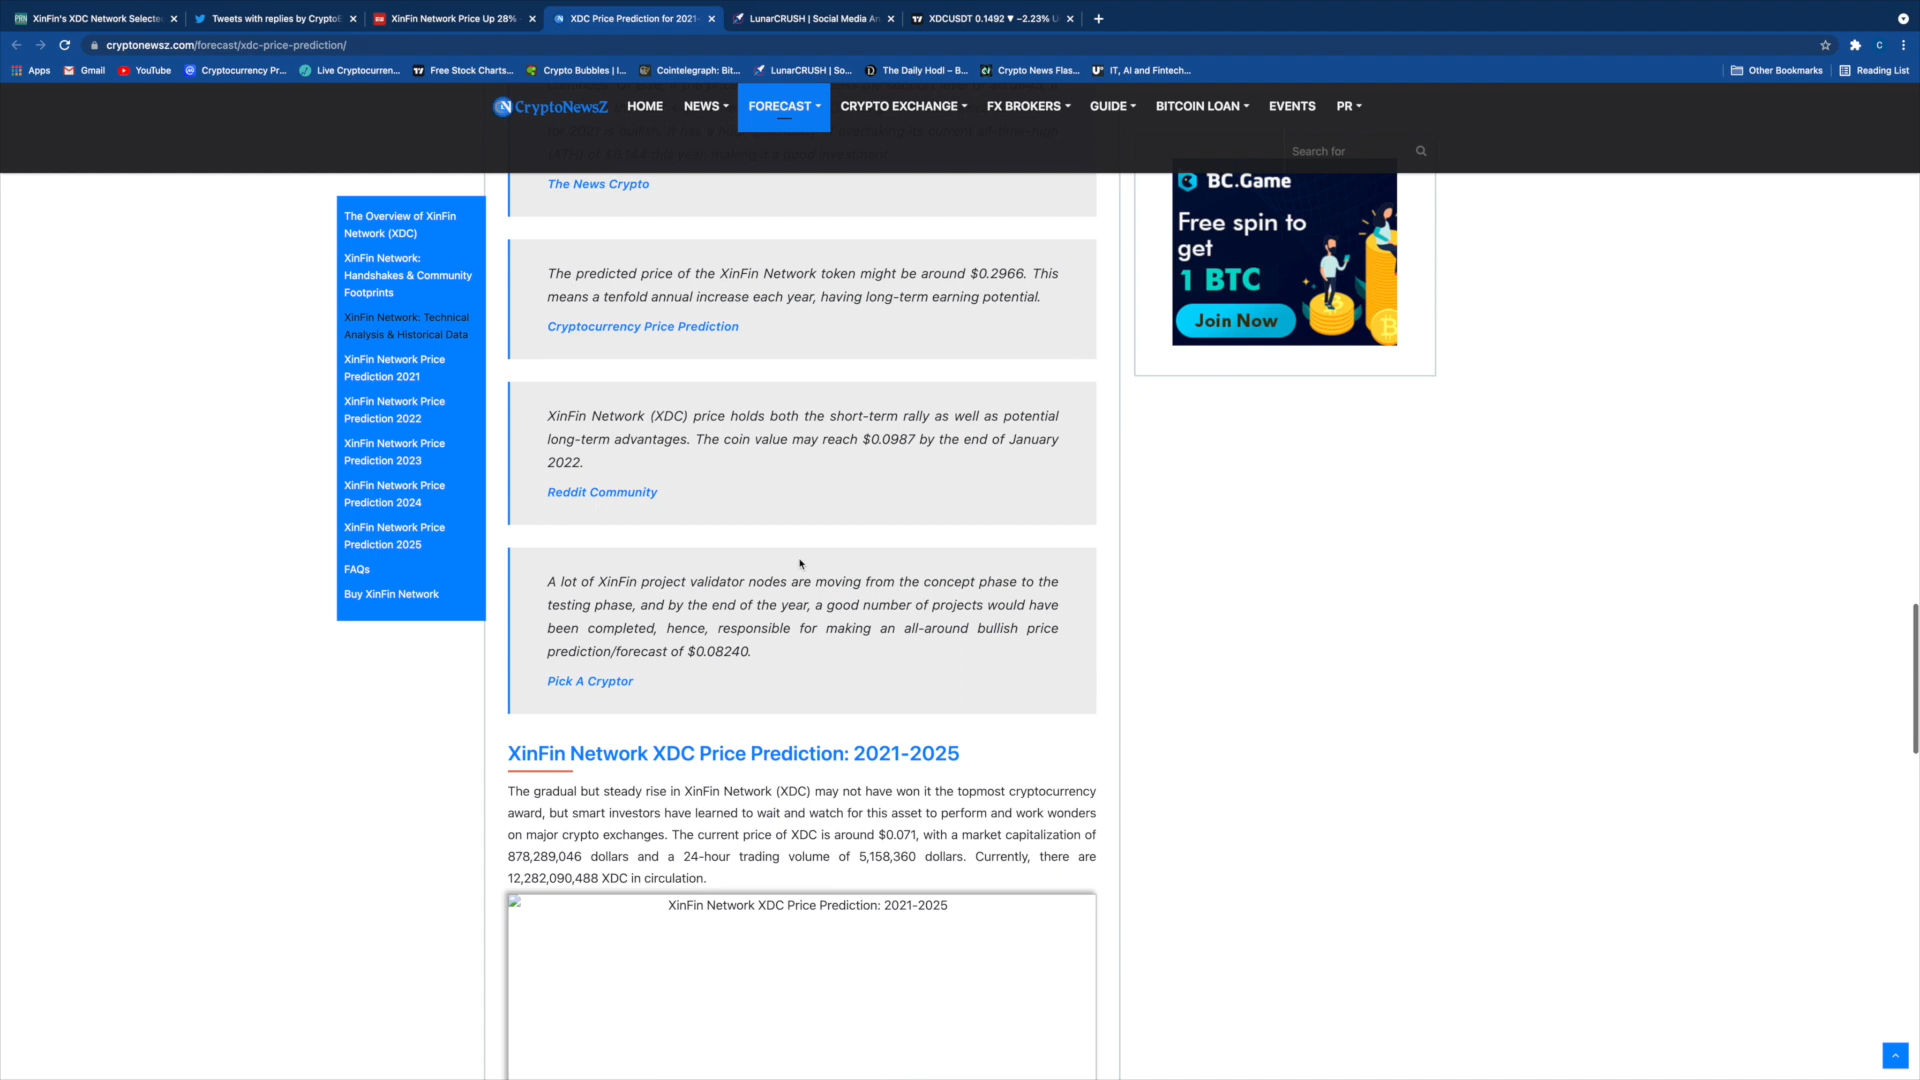 XinFin's XDC Network Selecte
Tweets with replies by CryptoE
XinFin Network Price Up 28%
XDC Price Prediction for 2021-
LunarCRUSH | Social Media An
XDCUSDT 0.1492 ▼ −2.23% U
cryptonewsz.com/forecast/xdc-price-prediction/
C
Apps
Gmail
YouTube
Cryptocurrency Pr...
Live Cryptocurren...
Free Stock Charts...
Crypto Bubbles | I...
Cointelegraph: Bit...
LunarCRUSH | So...
The Daily Hodl – B...
Crypto News Flas...
IT, AI and Fintech...
Other Bookmarks
Reading List
CryptoNewsZ
HOME
NEWS
FORECAST
CRYPTO EXCHANGE
FX BROKERS
GUIDE
BITCOIN LOAN
EVENTS
PR
Search for
The News Crypto
The Overview of XinFin
Network (XDC)
XinFin Network:
Handshakes & Community
Footprints
XinFin Network: Technical
Analysis & Historical Data
XinFin Network Price
Prediction 2021
XinFin Network Price
Prediction 2022
XinFin Network Price
Prediction 2023
XinFin Network Price
Prediction 2024
XinFin Network Price
Prediction 2025
FAQs
Buy XinFin Network
The predicted price of the XinFin Network token might be around $0.2966. This
means a tenfold annual increase each year, having long-term earning potential.
Cryptocurrency Price Prediction
XinFin Network (XDC) price holds both the short-term rally as well as potential
long-term advantages. The coin value may reach $0.0987 by the end of January
2022.
Reddit Community
A lot of XinFin project validator nodes are moving from the concept phase to the
testing phase, and by the end of the year, a good number of projects would have
been completed, hence, responsible for making an all-around bullish price
prediction/forecast of $0.08240.
Pick A Cryptor
XinFin Network XDC Price Prediction: 2021-2025
The gradual but steady rise in XinFin Network (XDC) may not have won it the topmost cryptocurrency
award, but smart investors have learned to wait and watch for this asset to perform and work wonders
on major crypto exchanges. The current price of XDC is around $0.071, with a market capitalization of
878,289,046 dollars and a 24-hour trading volume of 5,158,360 dollars. Currently, there are
12,282,090,488 XDC in circulation.
XinFin Network XDC Price Prediction: 2021-2025
BC.Game
Free spin to
get
1 BTC
Join Now